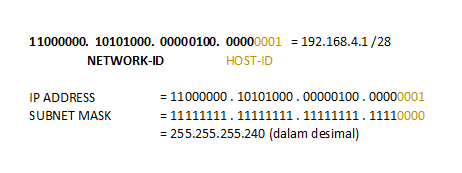 11000000. 10101000. 00000100. 00000001 = 192.168.4.1 /28
NETWORK-ID HOST-ID
IP ADDRESS = 11000000 . 10101000 . 00000100 . 00000001
SUBNET MASK = 11111111 . 11111111 . 11111111 . 11110000
= 255.255.255.240 (dalam desimal)